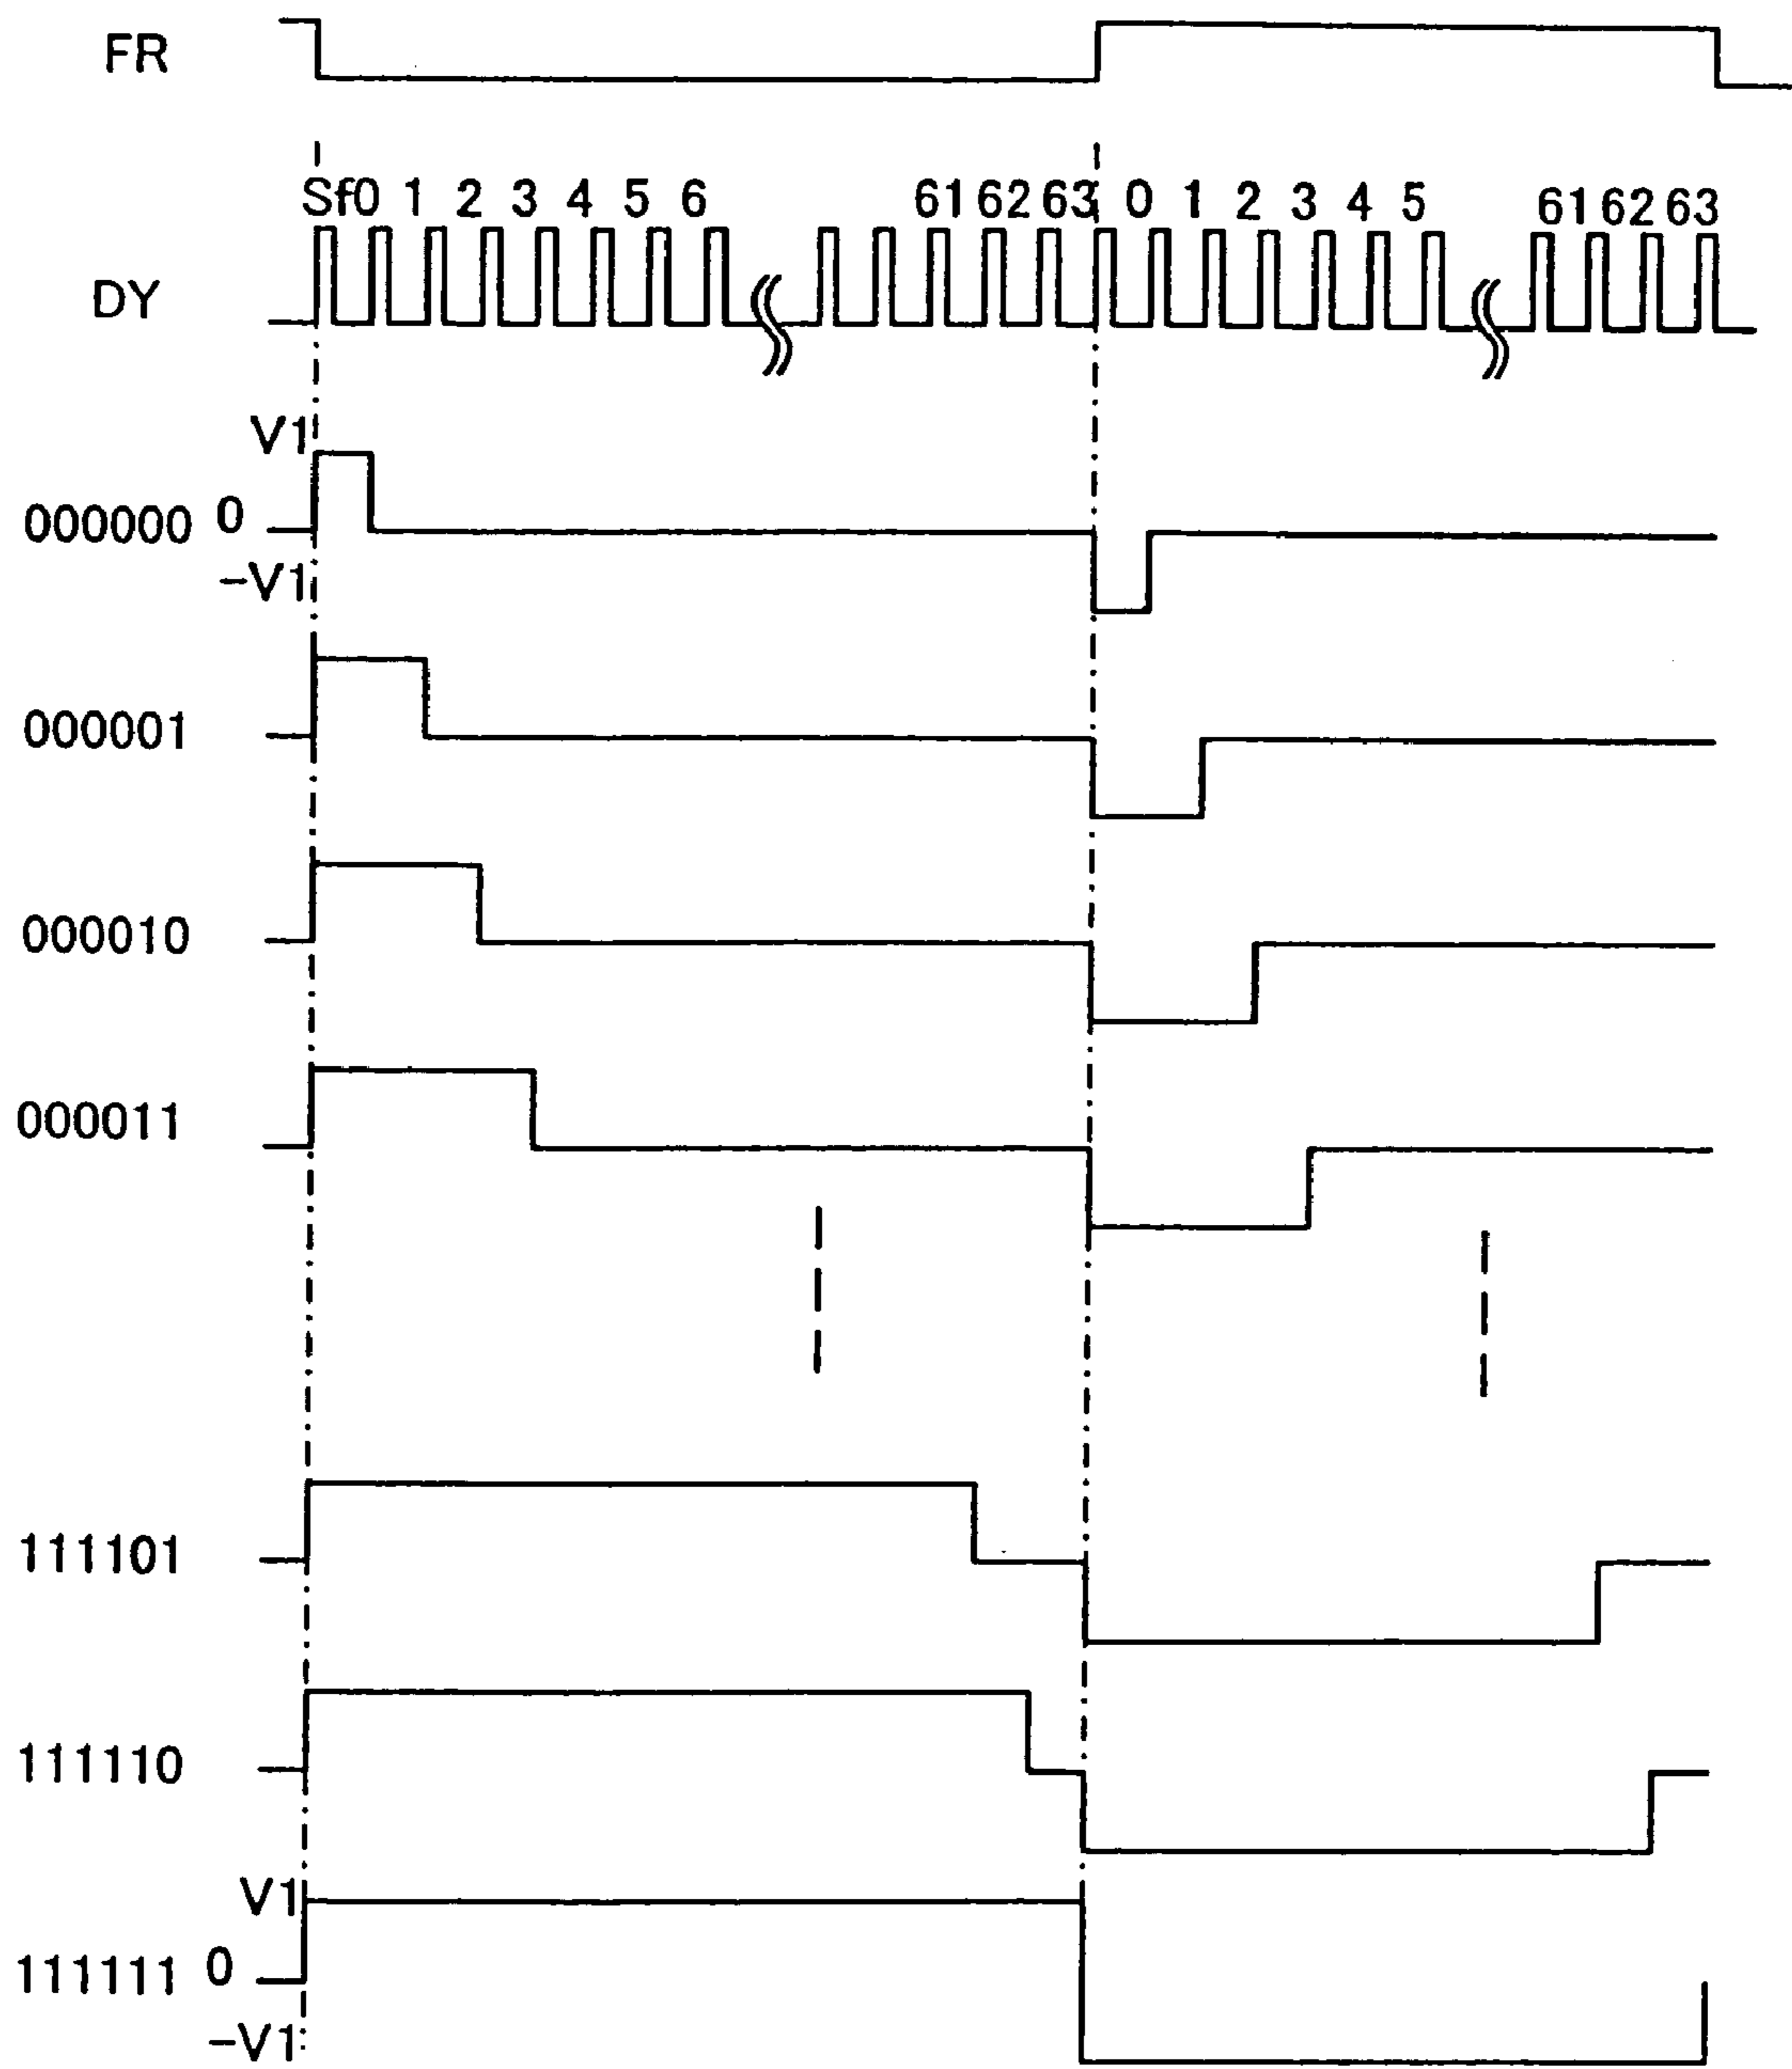 FR
Sf0 1 2 3 4 5 6 61 62 63 0 1 2 3 4 5 61 62 63
DY
V1
000000 0
-V1
000001
000010
000011
111101
111110
V1
111111 0
-V1